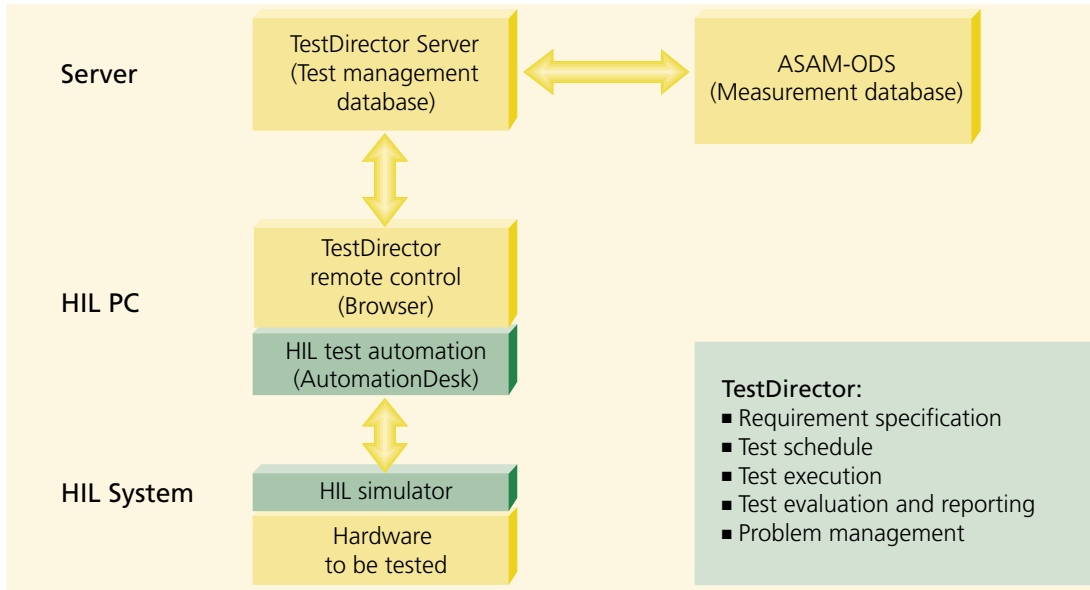 Server
TestDirector Server
(Test management
database)
ASAM-ODS
(Measurement database)
HIL PC
TestDirector
remote control
(Browser)
HIL test automation
(AutomationDesk)
HIL System
HIL simulator
Hardware
to be tested
TestDirector:
■ Requirement specification
■ Test schedule
■ Test execution
■ Test evaluation and reporting
■ Problem management